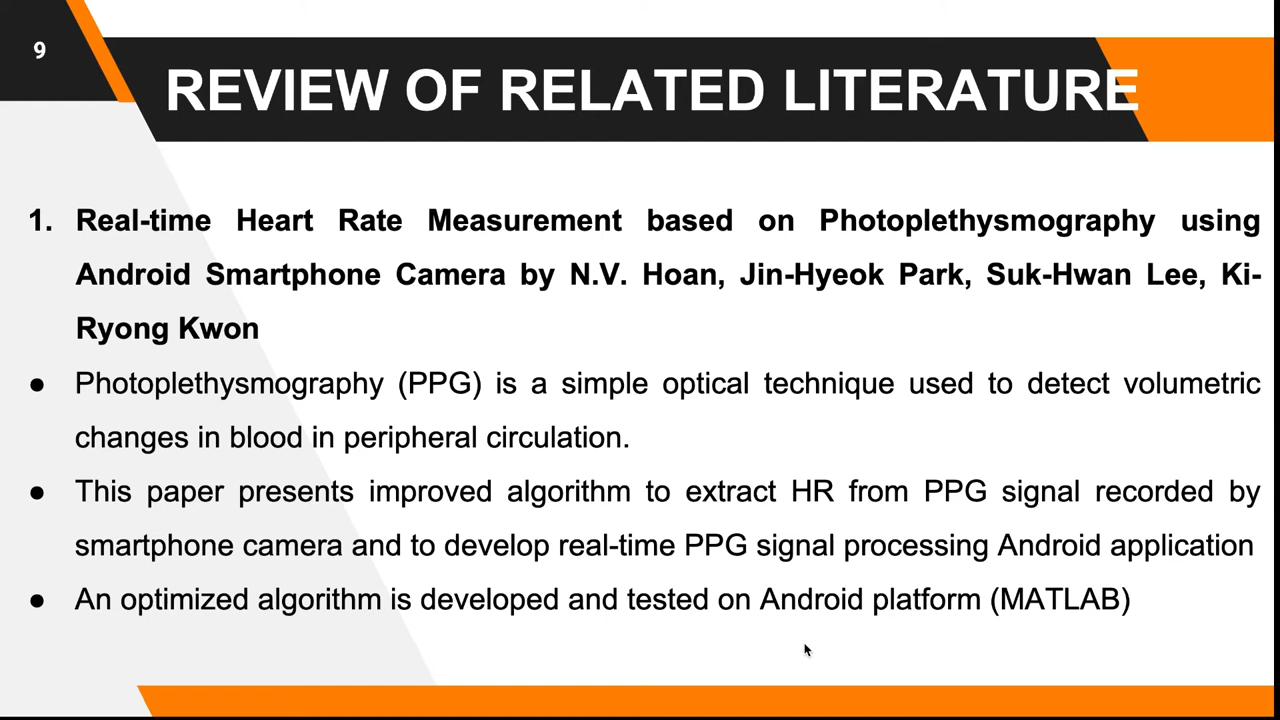 9
REVIEW OF RELATED LITERATURE
1. Real-time Heart Rate Measurement based on Photoplethysmography using
Android Smartphone Camera by N.V. Hoan, Jin-Hyeok Park, Suk-Hwan Lee, Ki-
Ryong Kwon
● Photoplethysmography (PPG) is a simple optical technique used to detect volumetric
changes in blood in peripheral circulation.
● This paper presents improved algorithm to extract HR from PPG signal recorded by
smartphone camera and to develop real-time PPG signal processing Android application
● An optimized algorithm is developed and tested on Android platform (MATLAB)